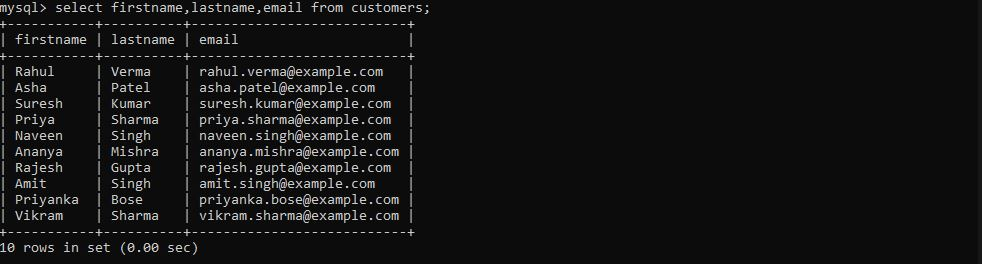 mysql> select firstname,lastname,email from customers;
+-----------+----------+---------------------------+
| firstname | lastname | email                     |
+-----------+----------+---------------------------+
| Rahul     | Verma    | rahul.verma@example.com   |
| Asha      | Patel    | asha.patel@example.com    |
| Suresh    | Kumar    | suresh.kumar@example.com  |
| Priya     | Sharma   | priya.sharma@example.com  |
| Naveen    | Singh    | naveen.singh@example.com  |
| Ananya    | Mishra   | ananya.mishra@example.com |
| Rajesh    | Gupta    | rajesh.gupta@example.com  |
| Amit      | Singh    | amit.singh@example.com    |
| Priyanka  | Bose     | priyanka.bose@example.com |
| Vikram    | Sharma   | vikram.sharma@example.com |
+-----------+----------+---------------------------+
10 rows in set (0.00 sec)